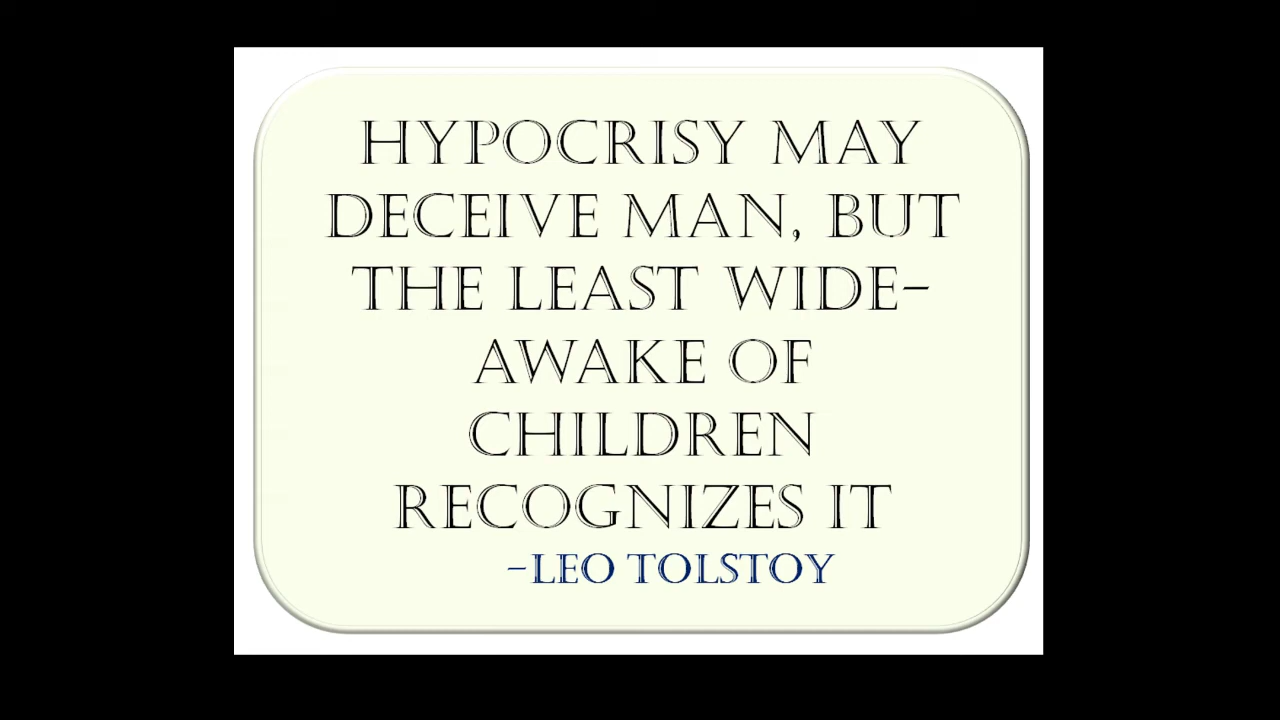 HYPOCRISY MAY
DECEIVE MAN, BUT
THE LEAST WIDE-
AWAKE OF
CHILDREN
RECOGNIZES IT
-LEO TOLSTOY